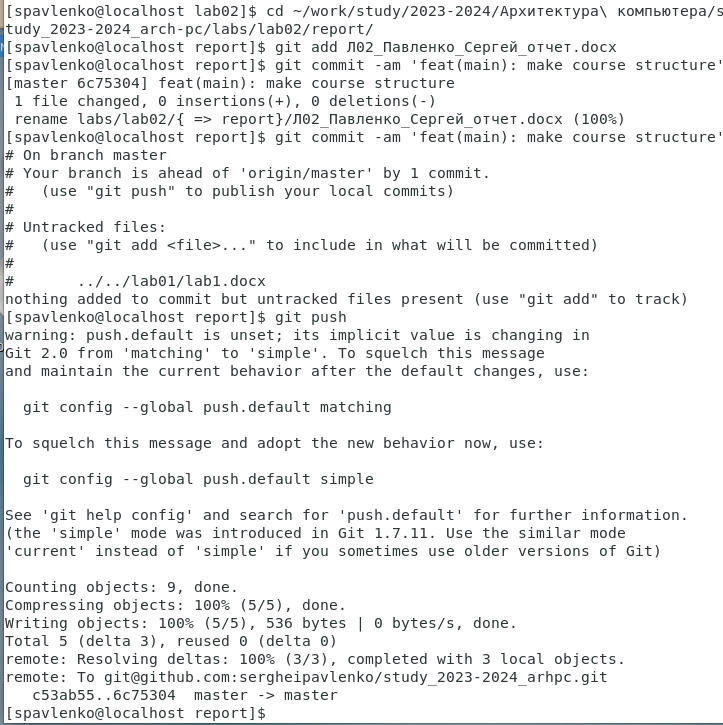 [spavlenko@localhost lab02]$ cd ~/work/study/2023-2024/Архитектура\ компьютера/s
tudy_2023-2024_arch-pc/labs/lab02/report/
[spavlenko@localhost report]$ git add Л02_Павленко_Сергей_отчет.docx
[spavlenko@localhost report]$ git commit -am 'feat(main): make course structure'
[master 6c75304] feat(main): make course structure
 1 file changed, 0 insertions(+), 0 deletions(-)
 rename labs/lab02/{ => report}/Л02_Павленко_Сергей_отчет.docx (100%)
[spavlenko@localhost report]$ git commit -am 'feat(main): make course structure'
# On branch master
# Your branch is ahead of 'origin/master' by 1 commit.
#   (use "git push" to publish your local commits)
#
# Untracked files:
#   (use "git add <file>..." to include in what will be committed)
#
#       ../../lab01/lab1.docx
nothing added to commit but untracked files present (use "git add" to track)
[spavlenko@localhost report]$ git push
warning: push.default is unset; its implicit value is changing in
Git 2.0 from 'matching' to 'simple'. To squelch this message
and maintain the current behavior after the default changes, use:

  git config --global push.default matching

To squelch this message and adopt the new behavior now, use:

  git config --global push.default simple

See 'git help config' and search for 'push.default' for further information.
(the 'simple' mode was introduced in Git 1.7.11. Use the similar mode
'current' instead of 'simple' if you sometimes use older versions of Git)

Counting objects: 9, done.
Compressing objects: 100% (5/5), done.
Writing objects: 100% (5/5), 536 bytes | 0 bytes/s, done.
Total 5 (delta 3), reused 0 (delta 0)
remote: Resolving deltas: 100% (3/3), completed with 3 local objects.
remote: To git@github.com:sergheipavlenko/study_2023-2024_arhpc.git
   c53ab55..6c75304  master -> master
[spavlenko@localhost report]$